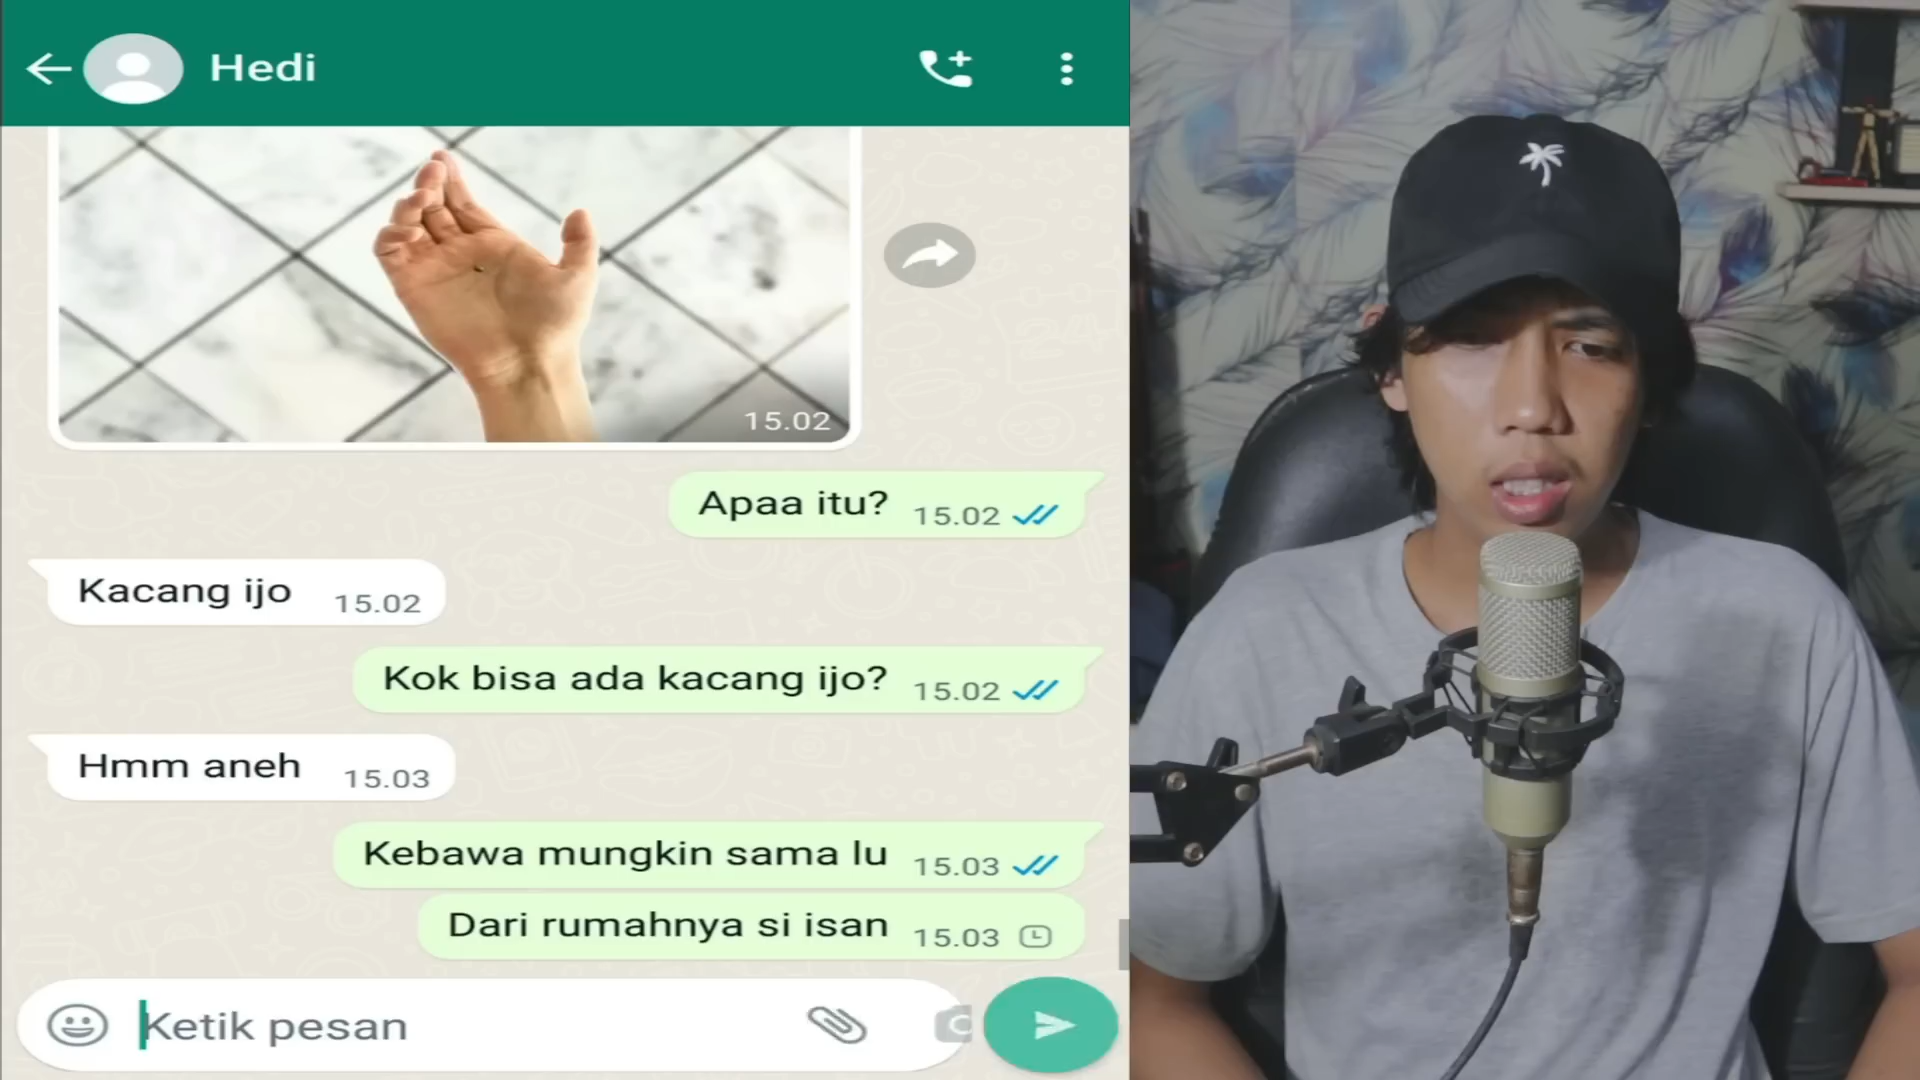 Hedi
15.02
Apaa itu? 15.02
Kacang ijo 15.02
Kok bisa ada kacang ijo? 15.02
Hmm aneh 15.03
Kebawa mungkin sama lu 15.03
Dari rumahnya si isan 15.03
Ketik pesan